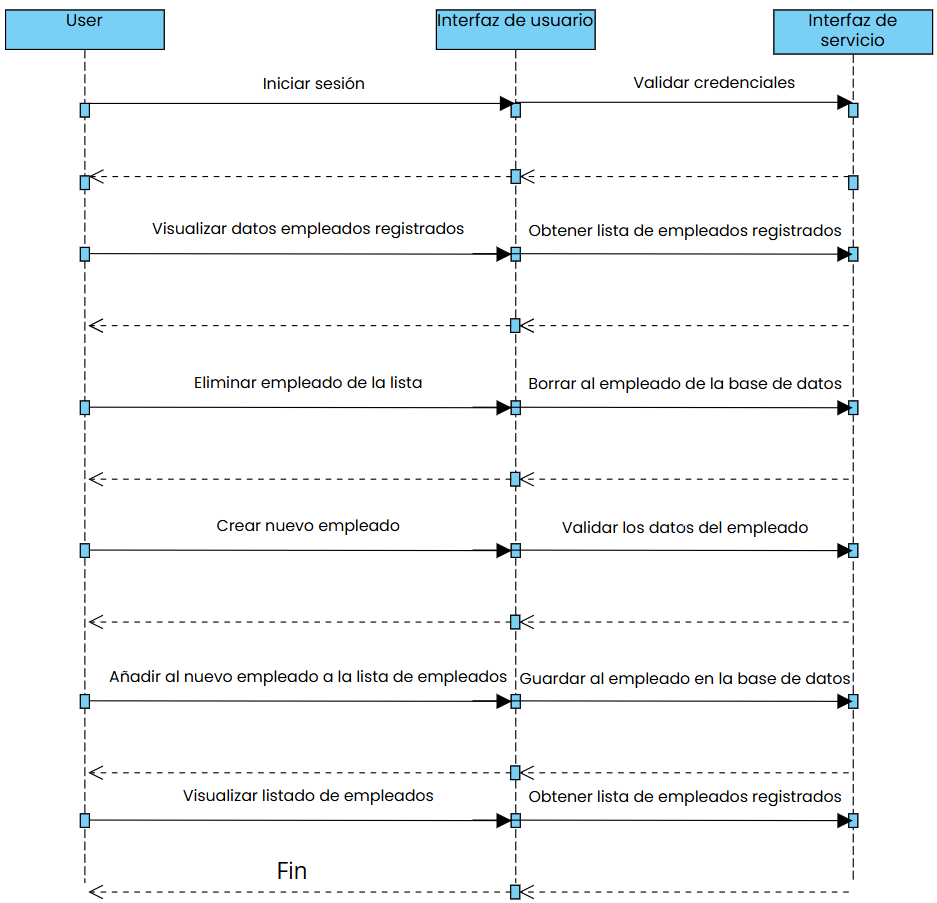 User
Interfaz de usuario
Interfaz de
servicio
Iniciar sesión
Validar credenciales
Visualizar datos empleados registrados
Obtener lista de empleados registrados
Eliminar empleado de la lista
Borrar al empleado de la base de datos
Crear nuevo empleado
Validar los datos del empleado
Añadir al nuevo empleado a la lista de empleados
Guardar al empleado en la base de datos
Visualizar listado de empleados
Obtener lista de empleados registrados
Fin